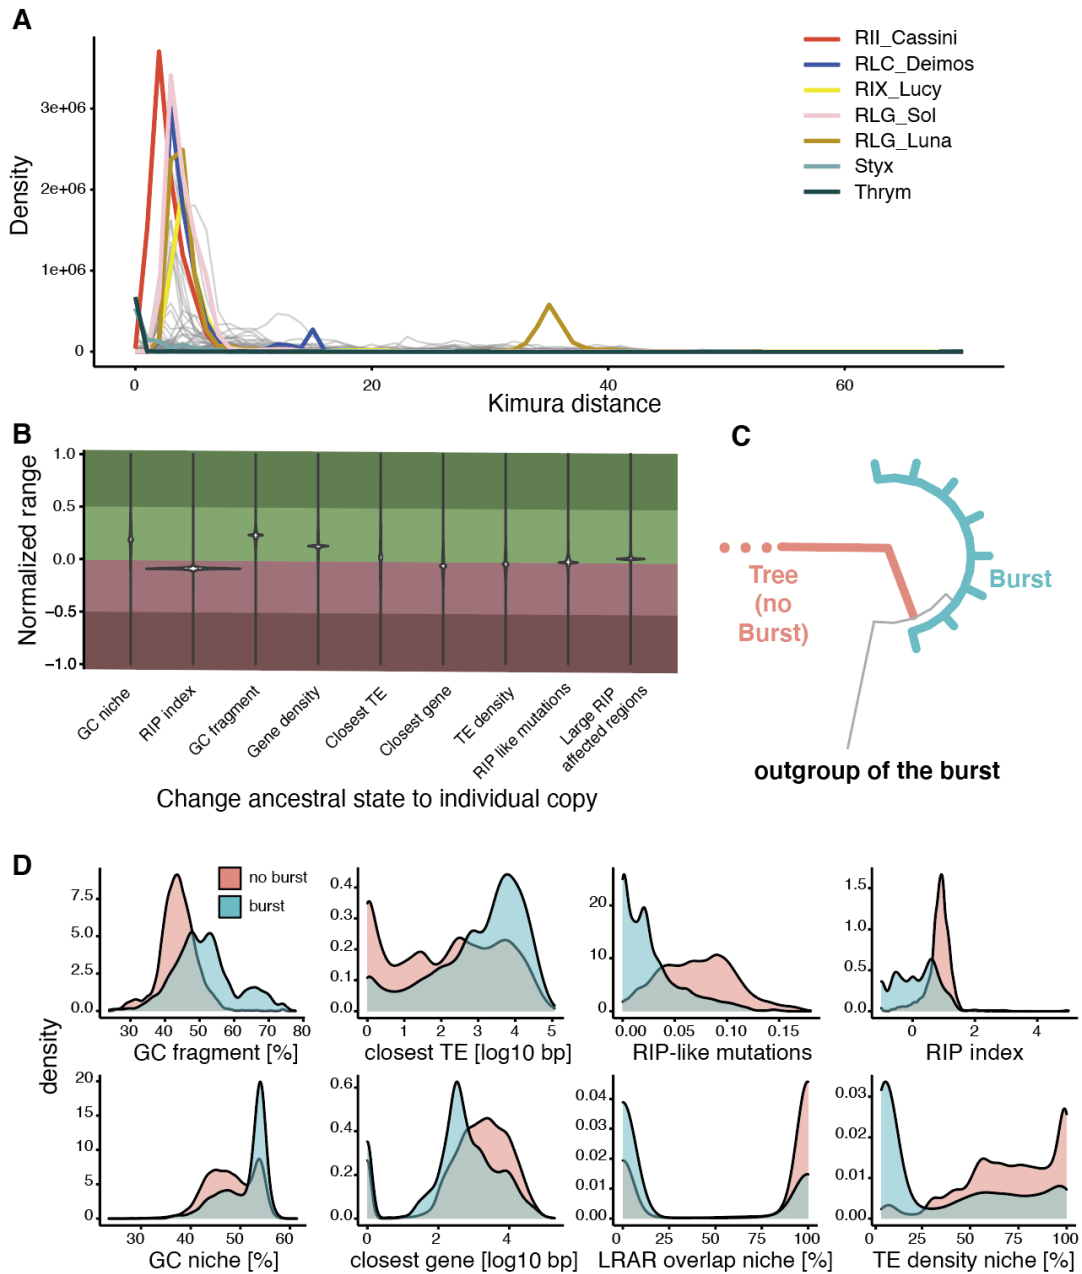 A
RII_Cassini
RLC_Deimos
RIX_Lucy
RLG_Sol
RLG_Luna
Styx
Thrym
Density
3e+06
2e+06
1e+06
0
0 20 40 60
Kimura distance
B
Normalized range
1.0
0.5
0.0
−0.5
−1.0
GC niche
RIP index
GC fragment
Gene density
Closest TE
Closest gene
TE density
RIP like mutations
Large RIP
affected regions
Change ancestral state to individual copy
C
Tree
(no
Burst)
Burst
outgroup of the burst
D
no burst
burst
density
7.5
5.0
2.5
0.0
30 40 50 60 70 80
GC fragment [%]
0.4
0.3
0.2
0.1
0.0
0 1 2 3 4 5
closest TE [log10 bp]
20
10
0
0.00 0.05 0.10 0.15
RIP-like mutations
1.5
1.0
0.5
0.0
0 2 4
RIP index
20
15
10
5
0
30 40 50 60
GC niche [%]
0.6
0.4
0.2
0.0
0 2 4
closest gene [log10 bp]
0.04
0.03
0.02
0.01
0.00
0 25 50 75 100
LRAR overlap niche [%]
0.03
0.02
0.01
0.00
0 25 50 75 100
TE density niche [%]